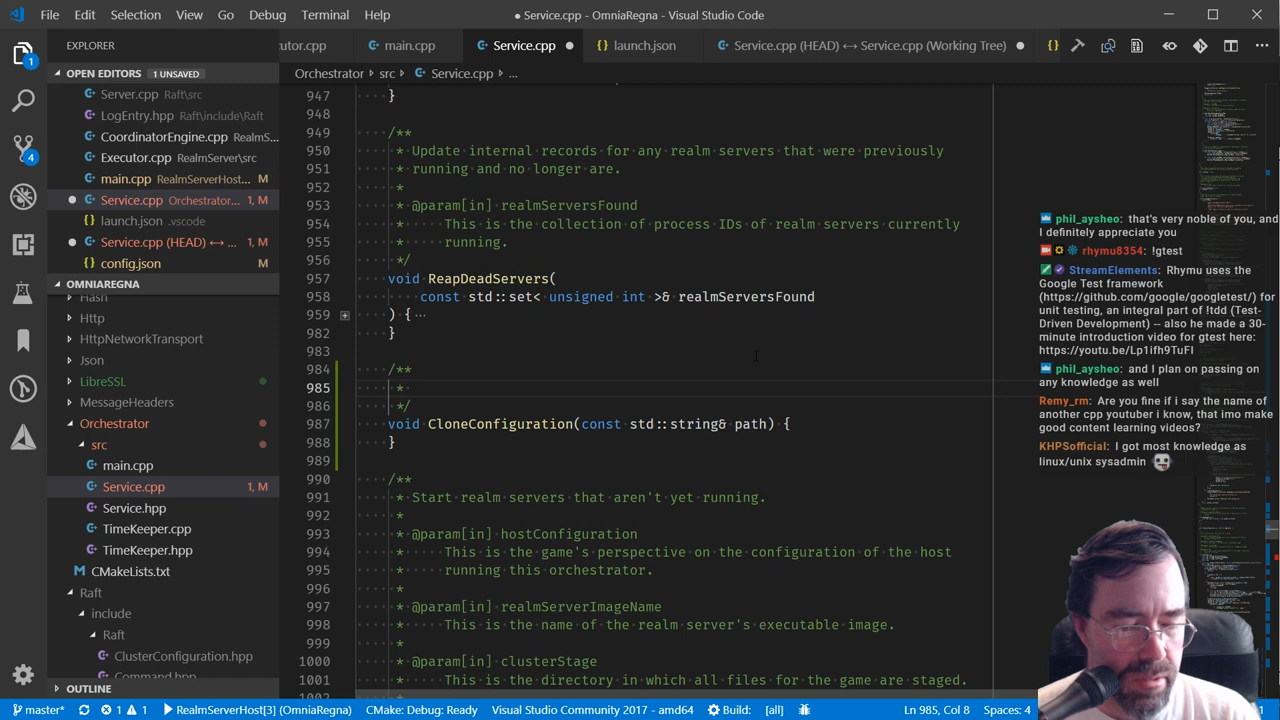 File Edit Selection View Go Debug Terminal Help
● Service.cpp - OmniaRegna - Visual Studio Code
EXPLORER
utor.cpp main.cpp Service.cpp launch.json Service.cpp (HEAD) ↔ Service.cpp (Working Tree)
Orchestrator › src › Service.cpp › ...
OPEN EDITORS 1 UNSAVED
Server.cpp Raft\src
LogEntry.hpp Raft\include\Raft
CoordinatorEngine.cpp RealmS...
Executor.cpp RealmServer\src
main.cpp RealmServerHost... M
Service.cpp Orchestrator... 1, M
launch.json .vscode
Service.cpp (HEAD) ↔ ... 1, M
config.json M
OMNIAREGNA
Hash
Http
HttpNetworkTransport
Json
LibreSSL
MessageHeaders
Orchestrator
src
main.cpp
Service.cpp 1, M
Service.hpp
TimeKeeper.cpp
TimeKeeper.hpp
CMakeLists.txt
Raft
include
Raft
ClusterConfiguration.hpp
Command.hpp
OUTLINE
947 }
948
949 /**
950 * Update internal records for any realm servers that were previously
951 * running and no longer are.
952 *
953 * @param[in] realmServersFound
954 * This is the collection of process IDs of realm servers currently
955 * running.
956 */
957 void ReapDeadServers(
958 const std::set< unsigned int >& realmServersFound
959 ) { ...
982 }
983
984 /**
985 *
986 */
987 void CloneConfiguration(const std::string& path) {
988 }
989
990 /**
991 * Start realm servers that aren't yet running.
992 *
993 * @param[in] hostConfiguration
994 * This is the game's perspective on the configuration of the host
995 * running this orchestrator.
996 *
997 * @param[in] realmServerImageName
998 * This is the name of the realm server's executable image.
999 *
1000 * @param[in] clusterStage
1001 * This is the directory in which all files for the game are staged.
1002 *
phil_aysheo: that's very noble of you, and
I definitely appreciate you
rhymu8354: !gtest
StreamElements: Rhymu uses the
Google Test framework
(https://github.com/google/googletest/) for
unit testing, an integral part of !tdd (Test-
Driven Development) -- also he made a 30-
minute introduction video for gtest here:
https://youtu.be/Lp1ifh9TuFI
phil_aysheo: and I plan on passing on
any knowledge as well
Remy_rm: Are you fine if i say the name of
another cpp youtuber i know, that imo make
good content learning videos?
KHPSofficial: I got most knowledge as
linux/unix sysadmin
master* 1 1 RealmServerHost[3] (OmniaRegna) CMake: Debug: Ready Visual Studio Community 2017 - amd64 Build: [all] Ln 985, Col 8 Spaces: 4